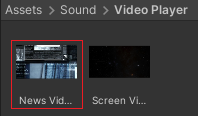 Assets > Sound > Video Player
News Vid...
Screen Vi...